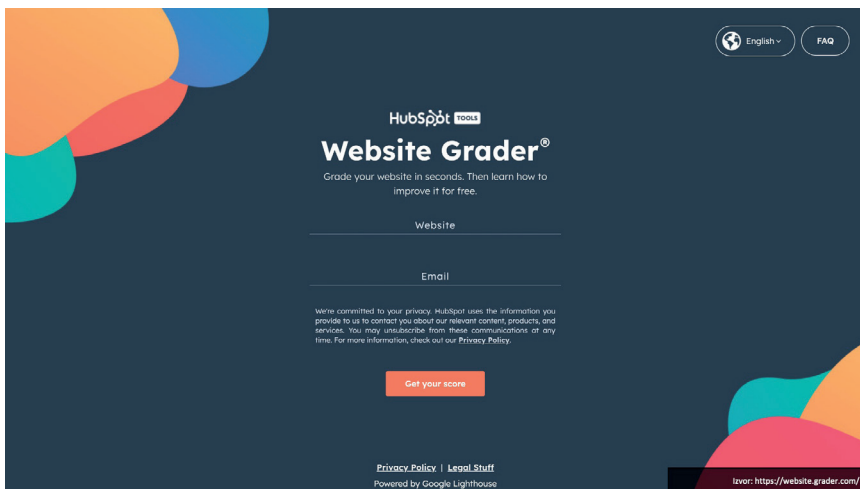 English
FAQ
HubSpot TOOLS
Website Grader®
Grade your website in seconds. Then learn how to
improve it for free.
Website
Email
We're committed to your privacy. HubSpot uses the information you
provide to us to contact you about our relevant content, products, and
services. You may unsubscribe from these communications at any
time. For more information, check out our Privacy Policy.
Get your score
Privacy Policy | Legal Stuff
Powered by Google Lighthouse
Izvor: https://website.grader.com/